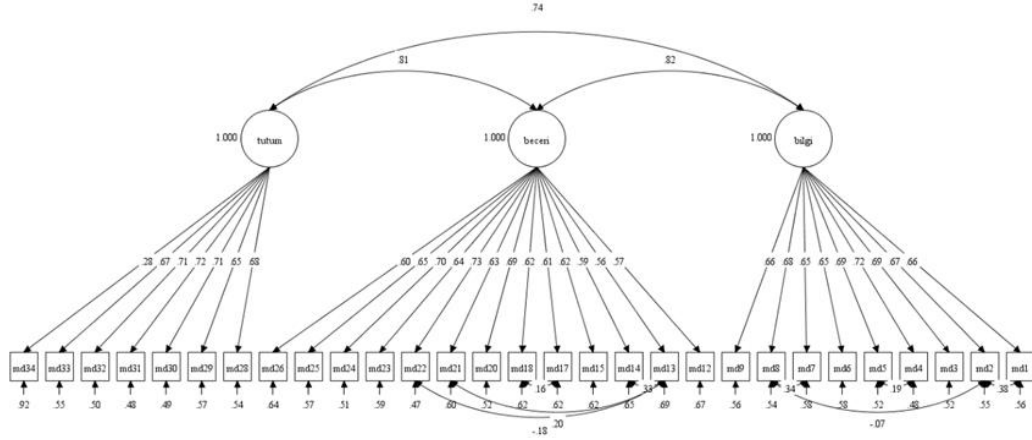 .74
.81 .82
1.000 tutum 1.000 beceri 1.000 bilgi
.28 .67 .71 .72 .71 .65 .68 .60 .65 .70 .64 .73 .63 .69 .62 .61 .62 .59 .56 .57 .66 .68 .65 .65 .69 .72 .69 .67 .66
md34 md33 md32 md31 md30 md29 md28 md26 md25 md24 md23 md22 md21 md20 md18 md17 md15 md14 md13 md12 md9 md8 md7 md6 md5 md4 md3 md2 md1
.16 .33 .34 .19 .38
.92 .55 .50 .48 .49 .57 .54 .64 .57 .51 .59 .47 .60 .52 .62 .62 .62 .65 .69 .67 .56 .54 .58 .58 .52 .48 .52 .55 .56
.20 -.07
-.18